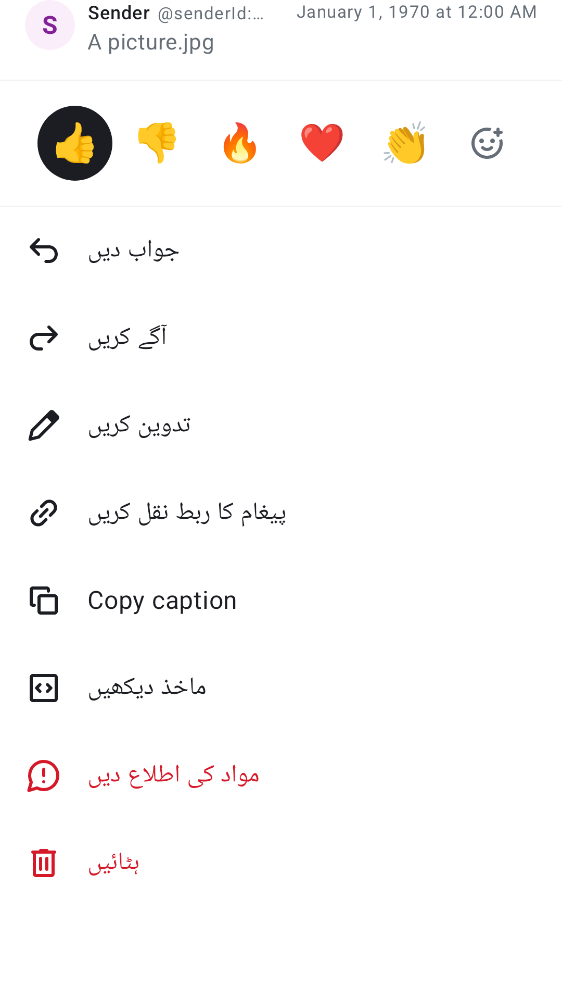 S
Sender @senderId:… January 1, 1970 at 12:00 AM
A picture.jpg
جواب دیں
آگے کریں
تدوین کریں
پیغام کا ربط نقل کریں
Copy caption
ماخذ دیکھیں
مواد کی اطلاع دیں
ہٹائیں